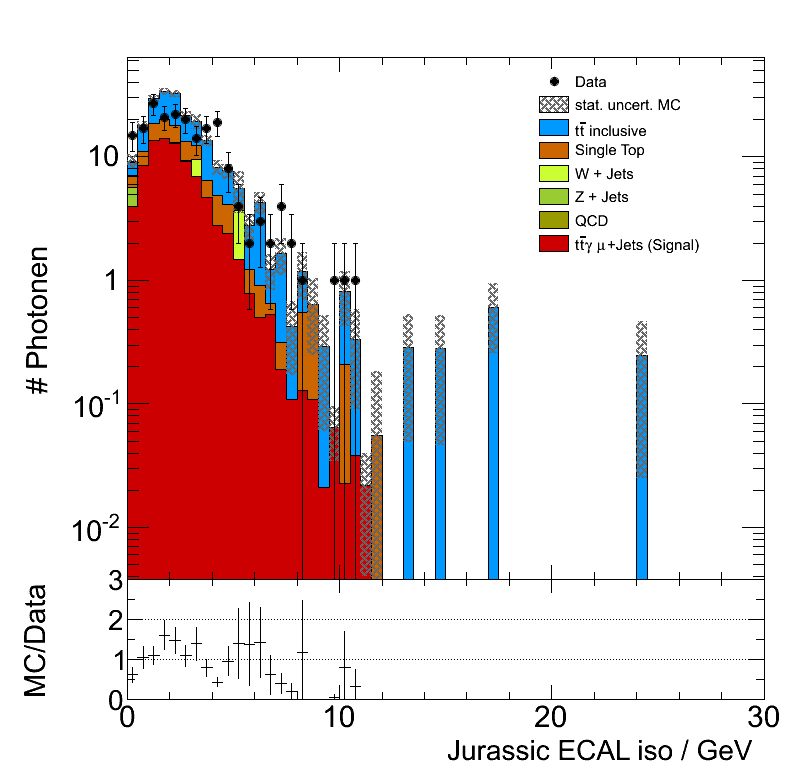 Data
stat. uncert. MC
tt̅ inclusive
Single Top
W + Jets
Z + Jets
QCD
tt̅γ μ+Jets (Signal)
# Photonen
10
1
10⁻¹
10⁻²
MC/Data
3
2
1
0
0 10 20 30
Jurassic ECAL iso / GeV